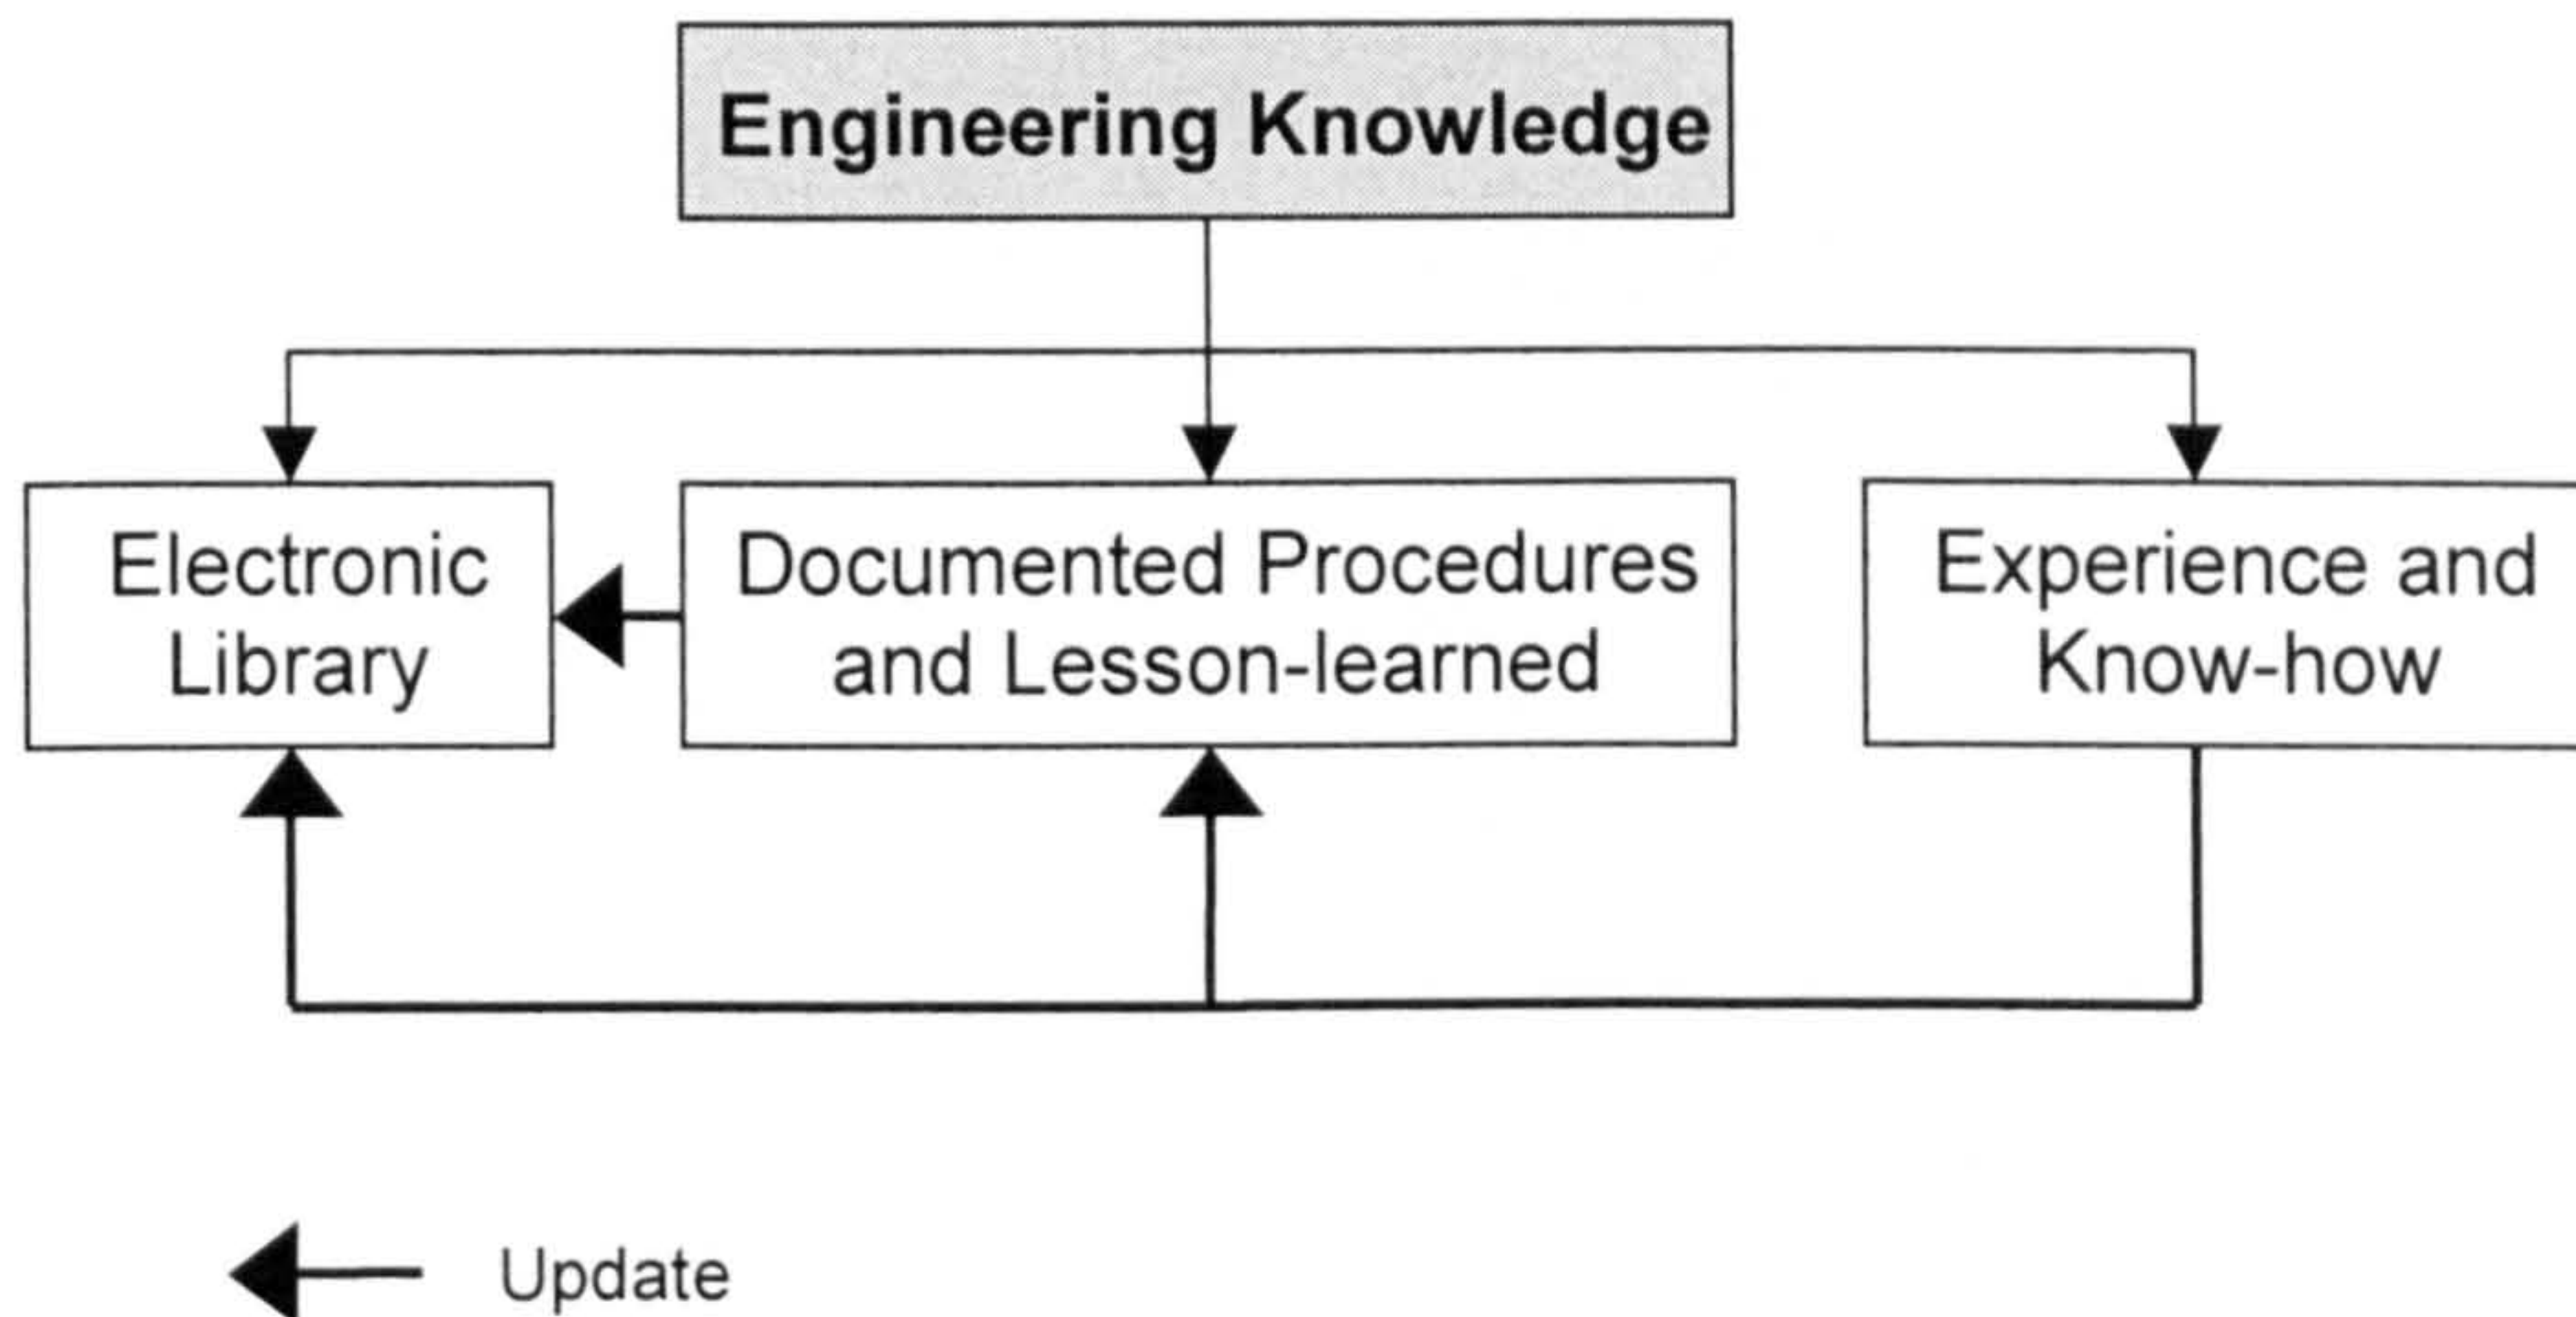 Engineering Knowledge
Electronic
Library
Documented Procedures
and Lesson-learned
Experience and
Know-how
Update